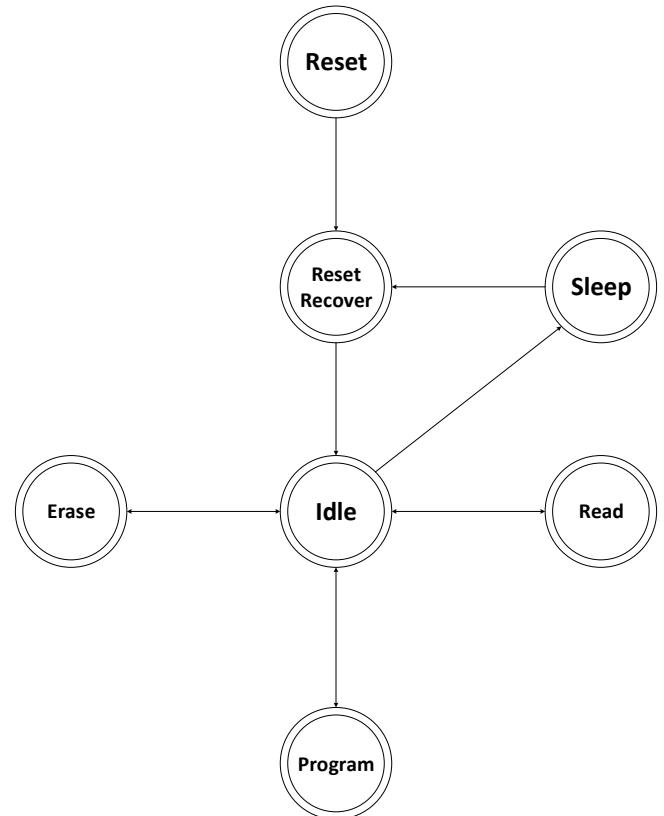 Reset
Reset
Recover
Sleep
Erase
Idle
Read
Program